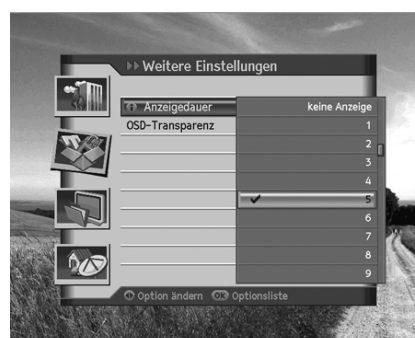 Weitere Einstellungen
Anzeigedauer
OSD-Transparenz
keine Anzeige
1
2
3
4
5
6
7
8
9
Option ändern OK Optionsliste